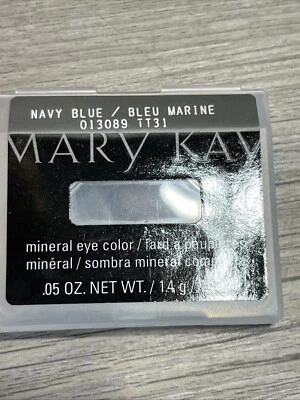 NAVY BLUE / BLEU MARINE
013089 TT31
MARY KAY
mineral eye color / fard à
minéral / sombra mineral
.05 OZ. NET WT. / 1.4 g